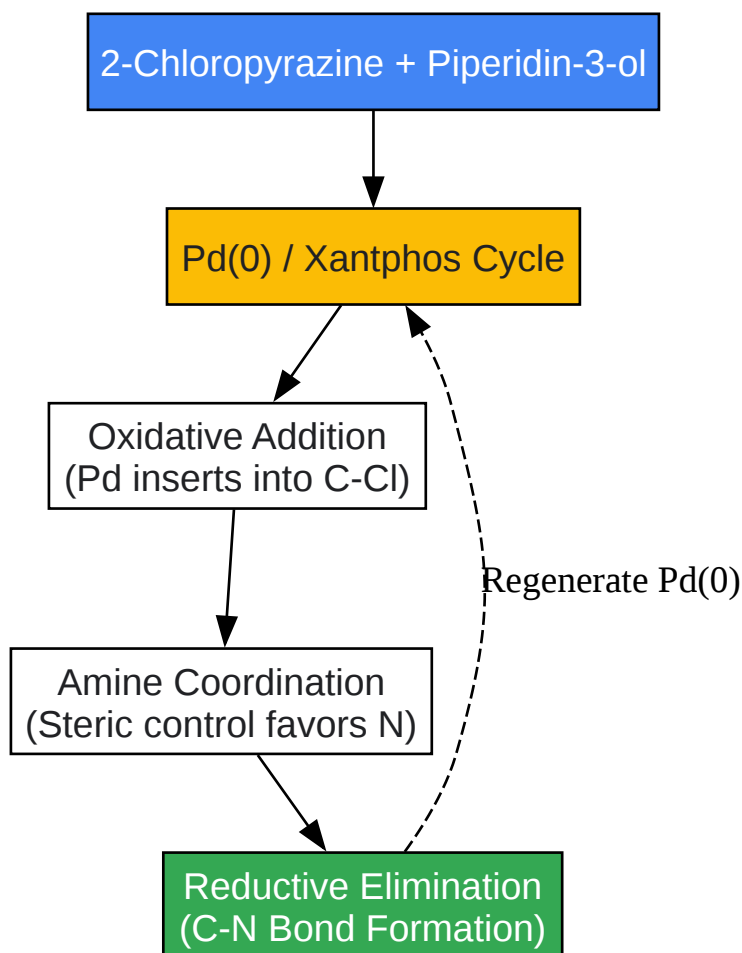 2-Chloropyrazine + Piperidin-3-ol
Pd(0) / Xantphos Cycle
Oxidative Addition
(Pd inserts into C-Cl)
Regenerate Pd(0)
Amine Coordination
(Steric control favors N)
Reductive Elimination
(C-N Bond Formation)